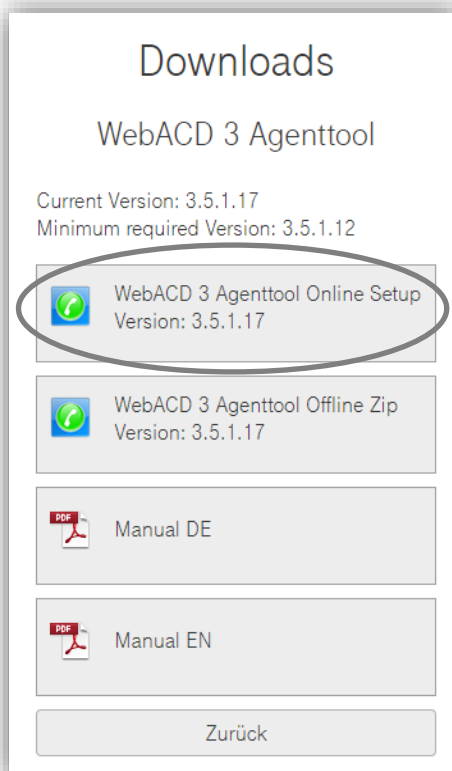 Downloads
WebACD 3 Agenttool
Current Version: 3.5.1.17
Minimum required Version: 3.5.1.12
WebACD 3 Agenttool Online Setup
Version: 3.5.1.17
WebACD 3 Agenttool Offline Zip
Version: 3.5.1.17
PDF
Manual DE
PDF
Manual EN
Zurück